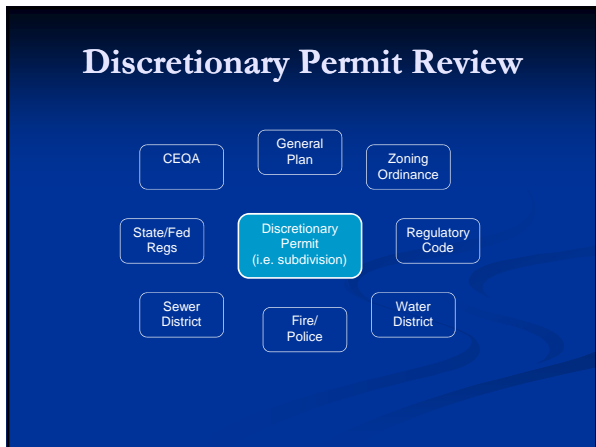 Discretionary Permit Review
CEQA
General
Plan
Zoning
Ordinance
State/Fed
Regs
Discretionary
Permit
(i.e. subdivision)
Regulatory
Code
Sewer
District
Fire/
Police
Water
District